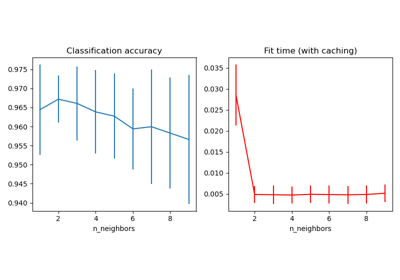 Classification accuracy
0.975
0.970
0.965
0.960
0.955
0.950
0.945
0.940
2 4 6 8
n_neighbors
Fit time (with caching)
0.035
0.030
0.025
0.020
0.015
0.010
0.005
2 4 6 8
n_neighbors